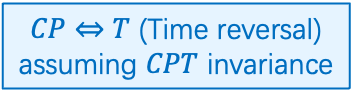 CP ⇔ T (Time reversal)
assuming CPT invariance